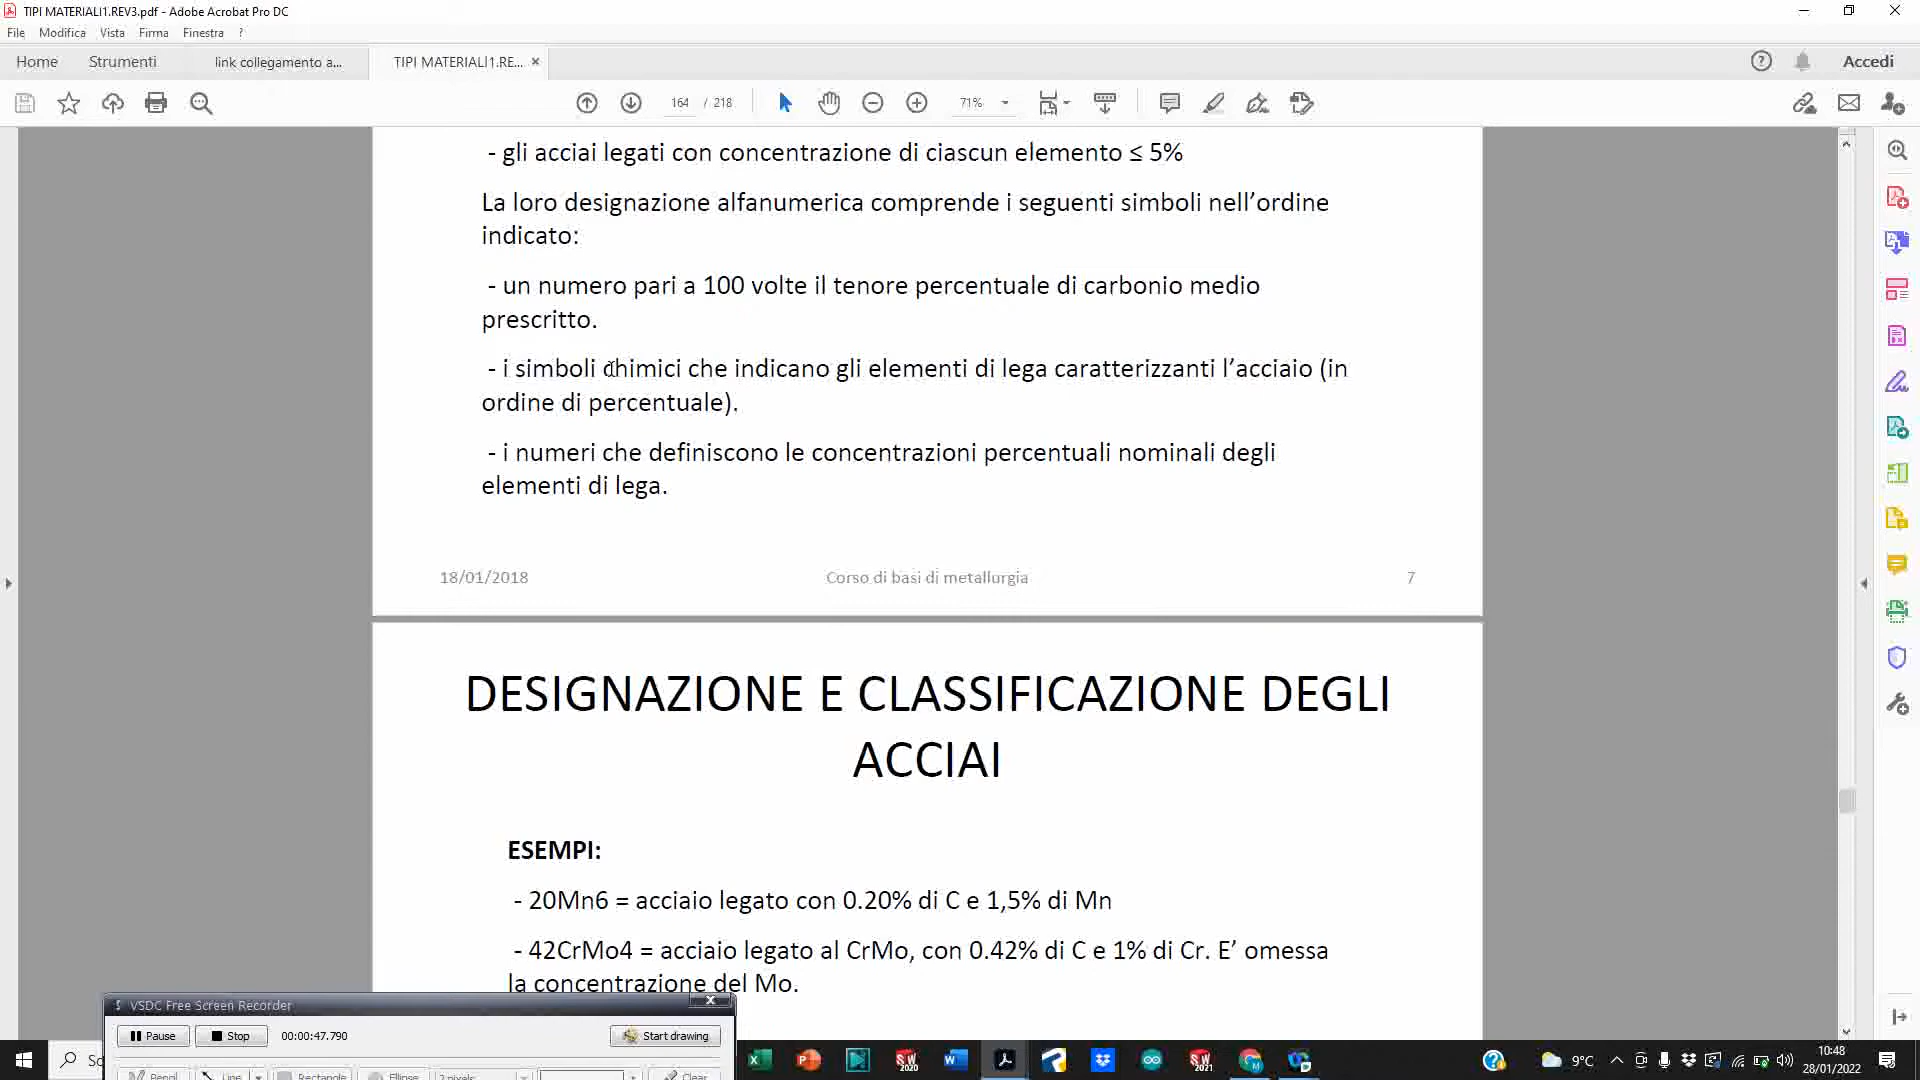 TIPI MATERIALI1.REV3.pdf - Adobe Acrobat Pro DC
File Modifica Vista Firma Finestra ?
Home Strumenti link collegamento a... TIPI MATERIALI1.RE... × Accedi
164 / 218 71%
- gli acciai legati con concentrazione di ciascun elemento ≤ 5%
La loro designazione alfanumerica comprende i seguenti simboli nell’ordine
indicato:
- un numero pari a 100 volte il tenore percentuale di carbonio medio
prescritto.
- i simboli chimici che indicano gli elementi di lega caratterizzanti l’acciaio (in
ordine di percentuale).
- i numeri che definiscono le concentrazioni percentuali nominali degli
elementi di lega.
18/01/2018 Corso di basi di metallurgia 7
DESIGNAZIONE E CLASSIFICAZIONE DEGLI
ACCIAI
ESEMPI:
- 20Mn6 = acciaio legato con 0.20% di C e 1,5% di Mn
- 42CrMo4 = acciaio legato al CrMo, con 0.42% di C e 1% di Cr. E’ omessa
la concentrazione del Mo.
VSDC Free Screen Recorder
Pause Stop 00:00:47.790 Start drawing
Pencil Line Rectangle Ellipse 2 pixels Clear
9°C 10:48
28/01/2022